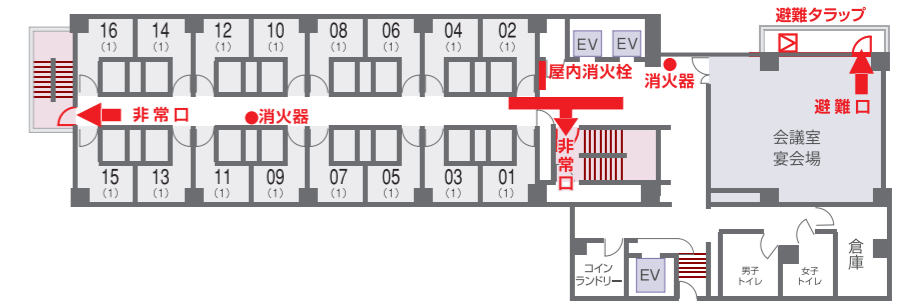 避難タラップ
16 14 12 10 08 06 04 02
(1) (1) (1) (1) (1) (1) (1) (1)
EV EV
屋内消火栓
消火器
避難口
非常口
消火器
非常口
会議室
宴会場
15 13 11 09 07 05 03 01
(1) (1) (1) (1) (1) (1) (1) (1)
コイン
ランドリー
EV
男子
トイレ
女子
トイレ
倉庫